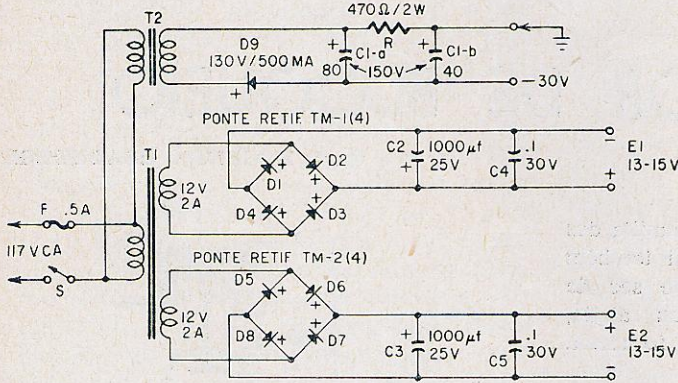 T2
470Ω/2W
R
D9
130V/500MA
+
+ C1-a
80
150V
+ C1-b
40
-30V
PONTE RETIF TM-1(4)
T1
12V
2A
D1
D2
D3
D4
+
C2
+
1000μf
25V
C4
.1
30V
-
+
E1
13-15V
F .5A
117 V CA
S
PONTE RETIF TM-2(4)
12V
2A
D5
D6
D7
D8
+
+
C3
1000μf
25V
C5
.1
30V
+
-
E2
13-15V